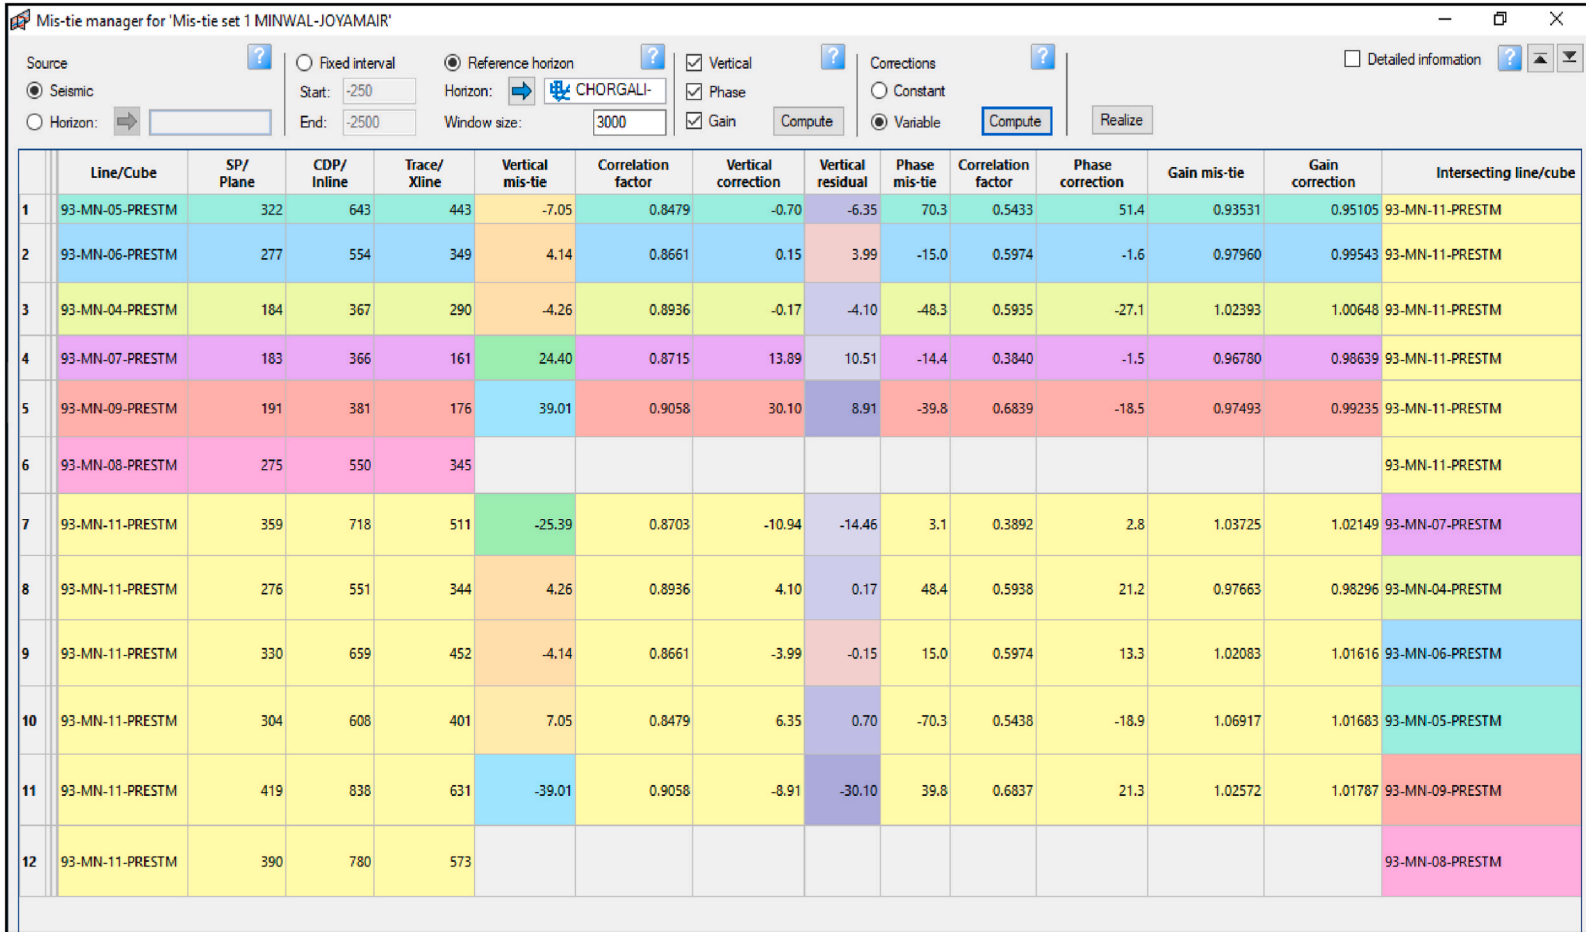 Mis-tie manager for 'Mis-tie set 1 MINWAL-JOYAMAIR'
Source ? Fixed interval Reference horizon ? Vertical ? Corrections ? Detailed information ?
Seismic Start: -250 Horizon: CHORGALI- Phase Constant
Horizon: End: -2500 Window size: 3000 Gain Compute Variable Compute Realize
Line/Cube SP/ Plane CDP/ Inline Trace/ Xline Vertical mis-tie Correlation factor Vertical correction Vertical residual Phase mis-tie Correlation factor Phase correction Gain mis-tie Gain correction Intersecting line/cube
1 93-MN-05-PRESTM 322 643 443 -7.05 0.8479 -0.70 -6.35 70.3 0.5433 51.4 0.93531 0.95105 93-MN-11-PRESTM
2 93-MN-06-PRESTM 277 554 349 4.14 0.8661 0.15 3.99 -15.0 0.5974 -1.6 0.97960 0.99543 93-MN-11-PRESTM
3 93-MN-04-PRESTM 184 367 290 -4.26 0.8936 -0.17 -4.10 -48.3 0.5935 -27.1 1.02393 1.00648 93-MN-11-PRESTM
4 93-MN-07-PRESTM 183 366 161 24.40 0.8715 13.89 10.51 -14.4 0.3840 -1.5 0.96780 0.98639 93-MN-11-PRESTM
5 93-MN-09-PRESTM 191 381 176 39.01 0.9058 30.10 8.91 -39.8 0.6839 -18.5 0.97493 0.99235 93-MN-11-PRESTM
6 93-MN-08-PRESTM 275 550 345 93-MN-11-PRESTM
7 93-MN-11-PRESTM 359 718 511 -25.39 0.8703 -10.94 -14.46 3.1 0.3892 2.8 1.03725 1.02149 93-MN-07-PRESTM
8 93-MN-11-PRESTM 276 551 344 4.26 0.8936 4.10 0.17 48.4 0.5938 21.2 0.97663 0.98296 93-MN-04-PRESTM
9 93-MN-11-PRESTM 330 659 452 -4.14 0.8661 -3.99 -0.15 15.0 0.5974 13.3 1.02083 1.01616 93-MN-06-PRESTM
10 93-MN-11-PRESTM 304 608 401 7.05 0.8479 6.35 0.70 -70.3 0.5438 -18.9 1.06917 1.01683 93-MN-05-PRESTM
11 93-MN-11-PRESTM 419 838 631 -39.01 0.9058 -8.91 -30.10 39.8 0.6837 21.3 1.02572 1.01787 93-MN-09-PRESTM
12 93-MN-11-PRESTM 390 780 573 93-MN-08-PRESTM